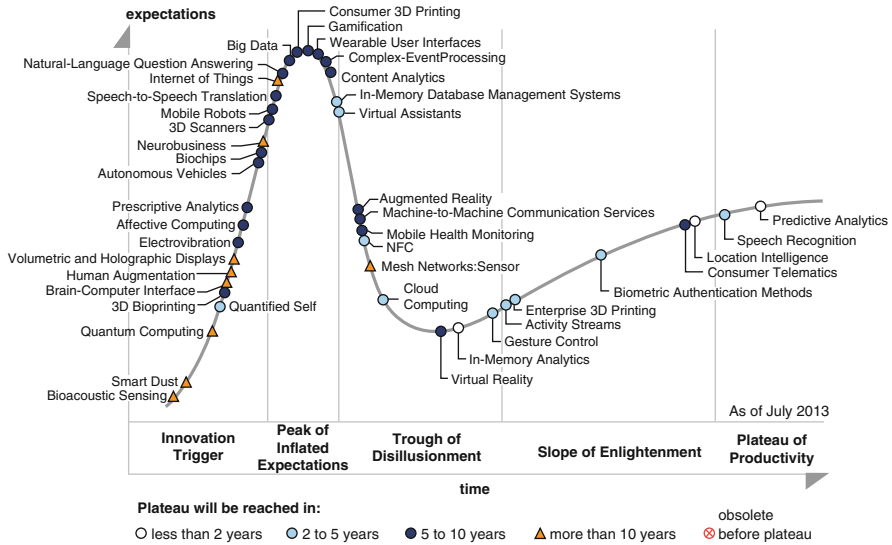 expectations
Consumer 3D Printing
Gamification
Wearable User Interfaces
Big Data
Complex-EventProcessing
Natural-Language Question Answering
Content Analytics
Internet of Things
In-Memory Database Management Systems
Speech-to-Speech Translation
Virtual Assistants
Mobile Robots
3D Scanners
Neurobusiness
Biochips
Autonomous Vehicles
Augmented Reality
Prescriptive Analytics
Machine-to-Machine Communication Services
Affective Computing
Mobile Health Monitoring
Electrovibration
NFC
Volumetric and Holographic Displays
Mesh Networks:Sensor
Human Augmentation
Brain-Computer Interface
3D Bioprinting
Quantified Self
Cloud
Computing
Quantum Computing
Smart Dust
Bioacoustic Sensing
Predictive Analytics
Speech Recognition
Location Intelligence
Consumer Telematics
Biometric Authentication Methods
Enterprise 3D Printing
Activity Streams
Gesture Control
In-Memory Analytics
Virtual Reality
As of July 2013
Innovation
Trigger
Peak of
Inflated
Expectations
Trough of
Disillusionment
Slope of Enlightenment
Plateau of
Productivity
time
Plateau will be reached in:
less than 2 years
2 to 5 years
5 to 10 years
more than 10 years
obsolete
before plateau